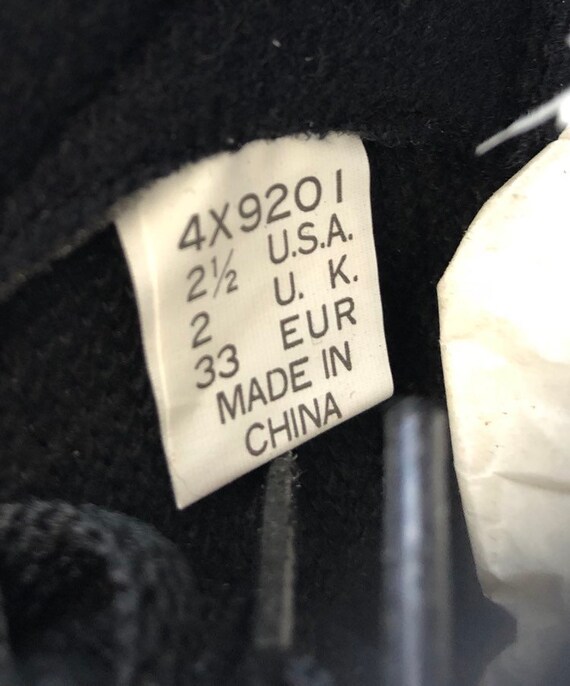 4X9201
2½ U.S.A.
2 U. K.
33 EUR
MADE IN
CHINA